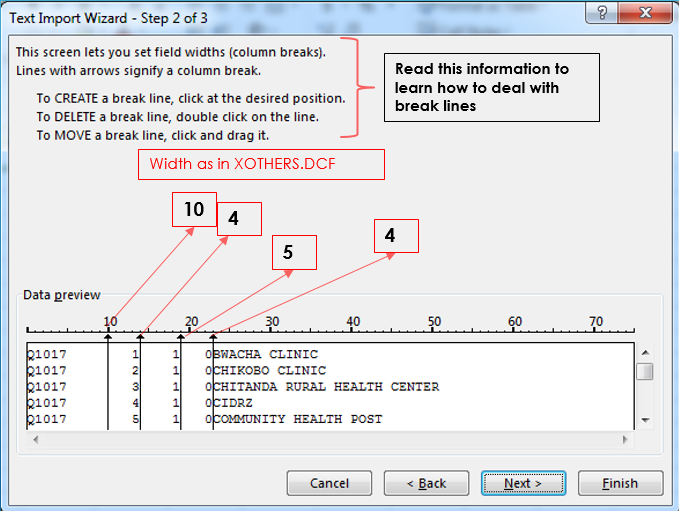 Text Import Wizard - Step 2 of 3
? X
This screen lets you set field widths (column breaks).
Lines with arrows signify a column break.
To CREATE a break line, click at the desired position.
To DELETE a break line, double click on the line.
To MOVE a break line, click and drag it.
Read this information to
learn how to deal with
break lines
Width as in XOTHERS.DCF
10
4
5
4
Data preview
10 20 30 40 50 60 70
Q1017 1 1 0BWACHA CLINIC
Q1017 2 1 0CHIKOBO CLINIC
Q1017 3 1 0CHITANDA RURAL HEALTH CENTER
Q1017 4 1 0CIDRZ
Q1017 5 1 0COMMUNITY HEALTH POST
Cancel
< Back
Next >
Finish